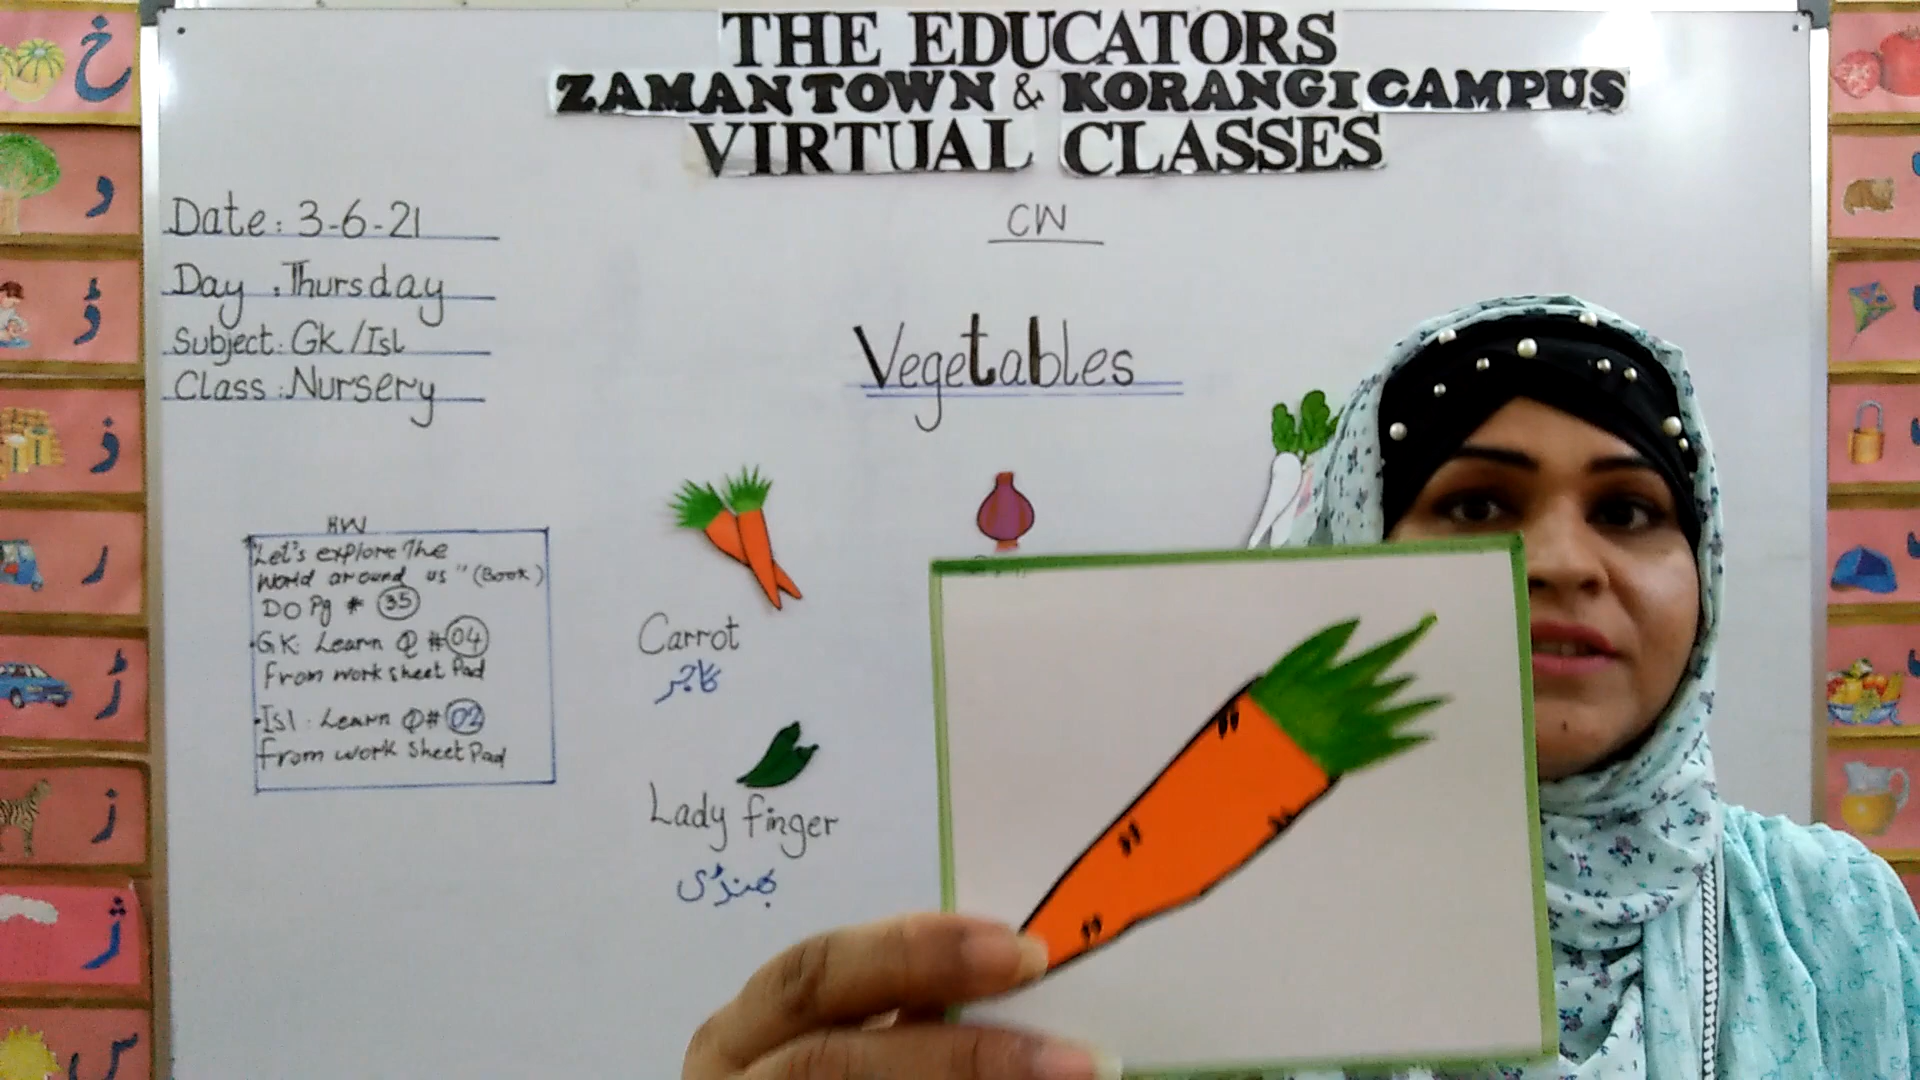 THE EDUCATORS
ZAMAN TOWN & KORANGI CAMPUS
VIRTUAL CLASSES
Date: 3-6-21
Day : Thursday
Subject: Gk/Isl
Class : Nursery
CW
Vegetables
HW
"Let's explore The
World around us" (Book)
DO Pg # 35
.GK: Learn Q #04
From work sheet Pad
.Isl : Learn Q# 02
from work sheet Pad
Carrot
گاجر
Lady finger
بھنڈی
خ
د
ڈ
ذ
ر
ڑ
ز
ژ
س